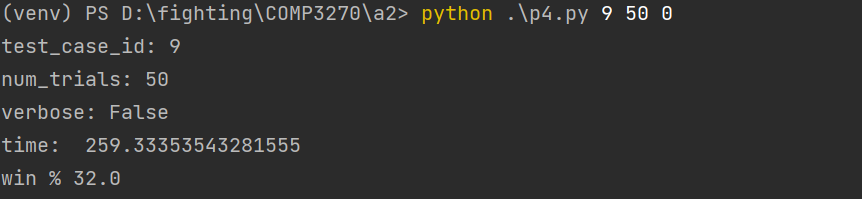 (venv) PS D:\fighting\COMP3270\a2> python .\p4.py 9 50 0
test_case_id: 9
num_trials: 50
verbose: False
time:  259.33353543281555
win % 32.0